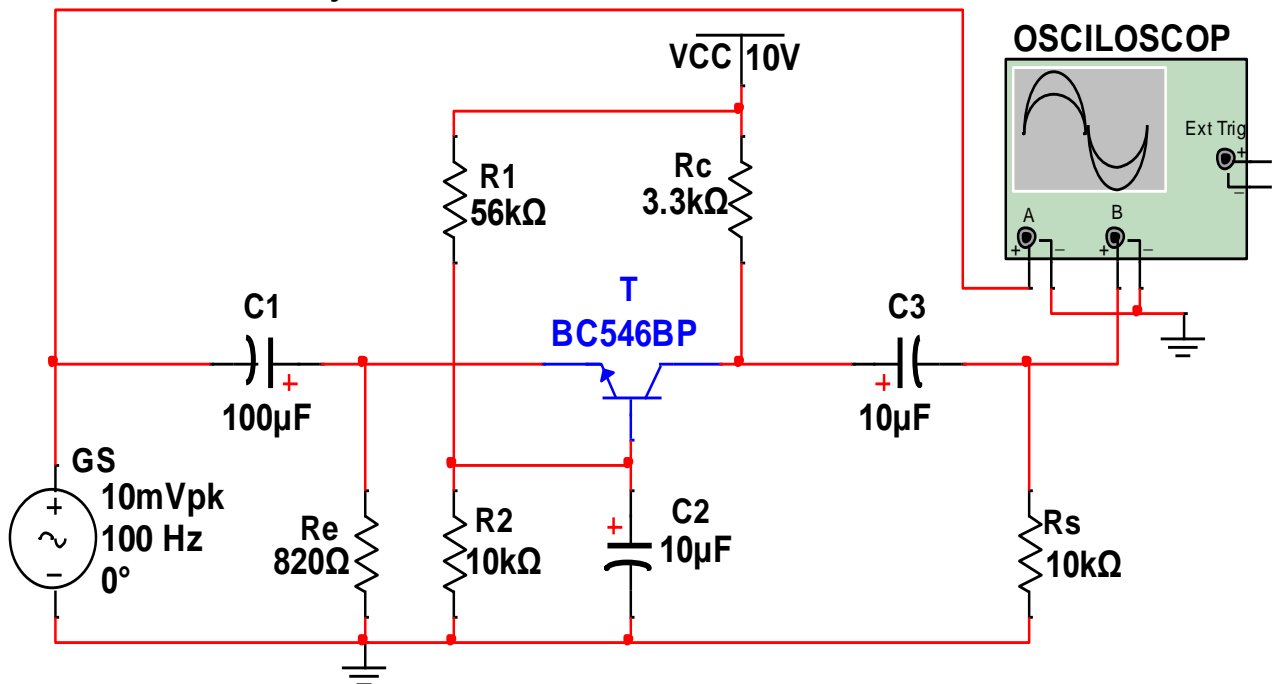 OSCILOSCOP
VCC 10V
Ext Trig
+
_
R1
56kΩ
Rc
3.3kΩ
A
B
+
_
+
_
T
BC546BP
C1
+
100µF
C3
+
10µF
GS
+
10mVpk
100 Hz
0°
Re
820Ω
R2
10kΩ
+
C2
10µF
Rs
10kΩ